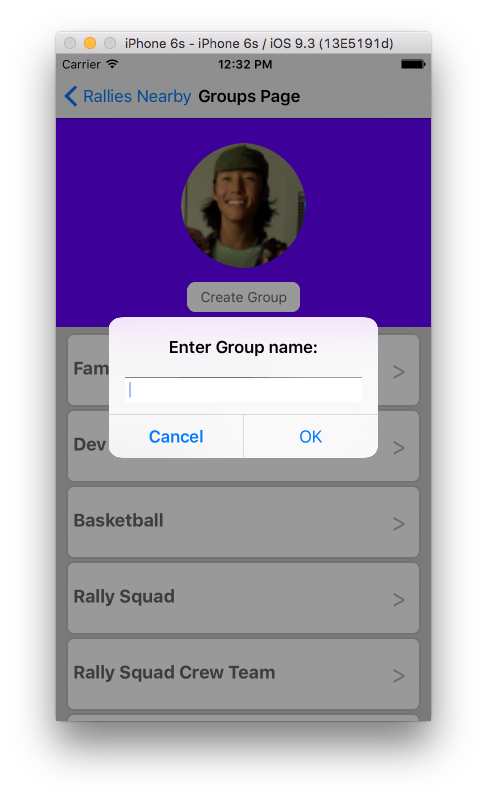 iPhone 6s - iPhone 6s / iOS 9.3 (13E5191d)
Carrier 12:32 PM
< Rallies Nearby Groups Page
Create Group
Enter Group name:
Fam >
Cancel OK
Dev >
Basketball >
Rally Squad >
Rally Squad Crew Team >